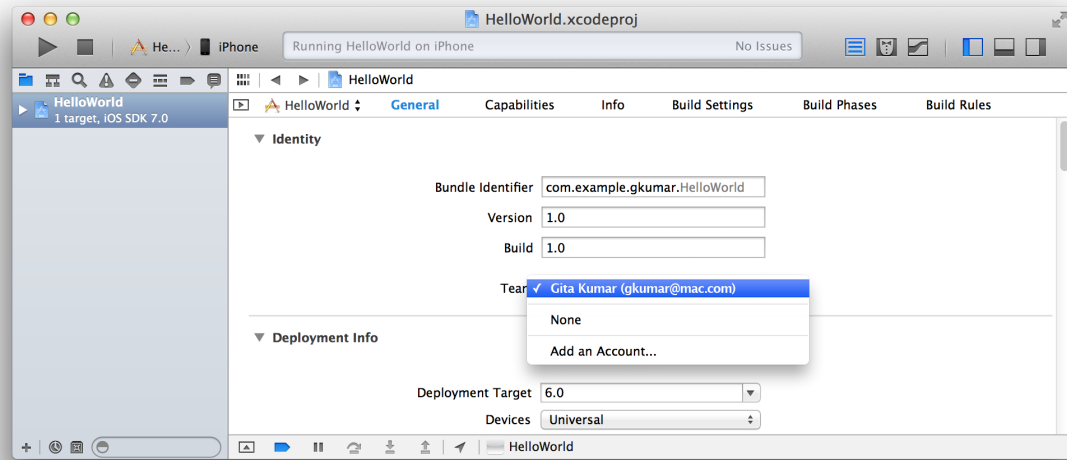 HelloWorld.xcodeproj
He... iPhone
Running HelloWorld on iPhone No Issues
HelloWorld
HelloWorld
1 target, iOS SDK 7.0
HelloWorld General Capabilities Info Build Settings Build Phases Build Rules
Identity
Bundle Identifier com.example.gkumar.HelloWorld
Version 1.0
Build 1.0
Team Gita Kumar (gkumar@mac.com)
None
Add an Account...
Deployment Info
Deployment Target 6.0
Devices Universal
HelloWorld